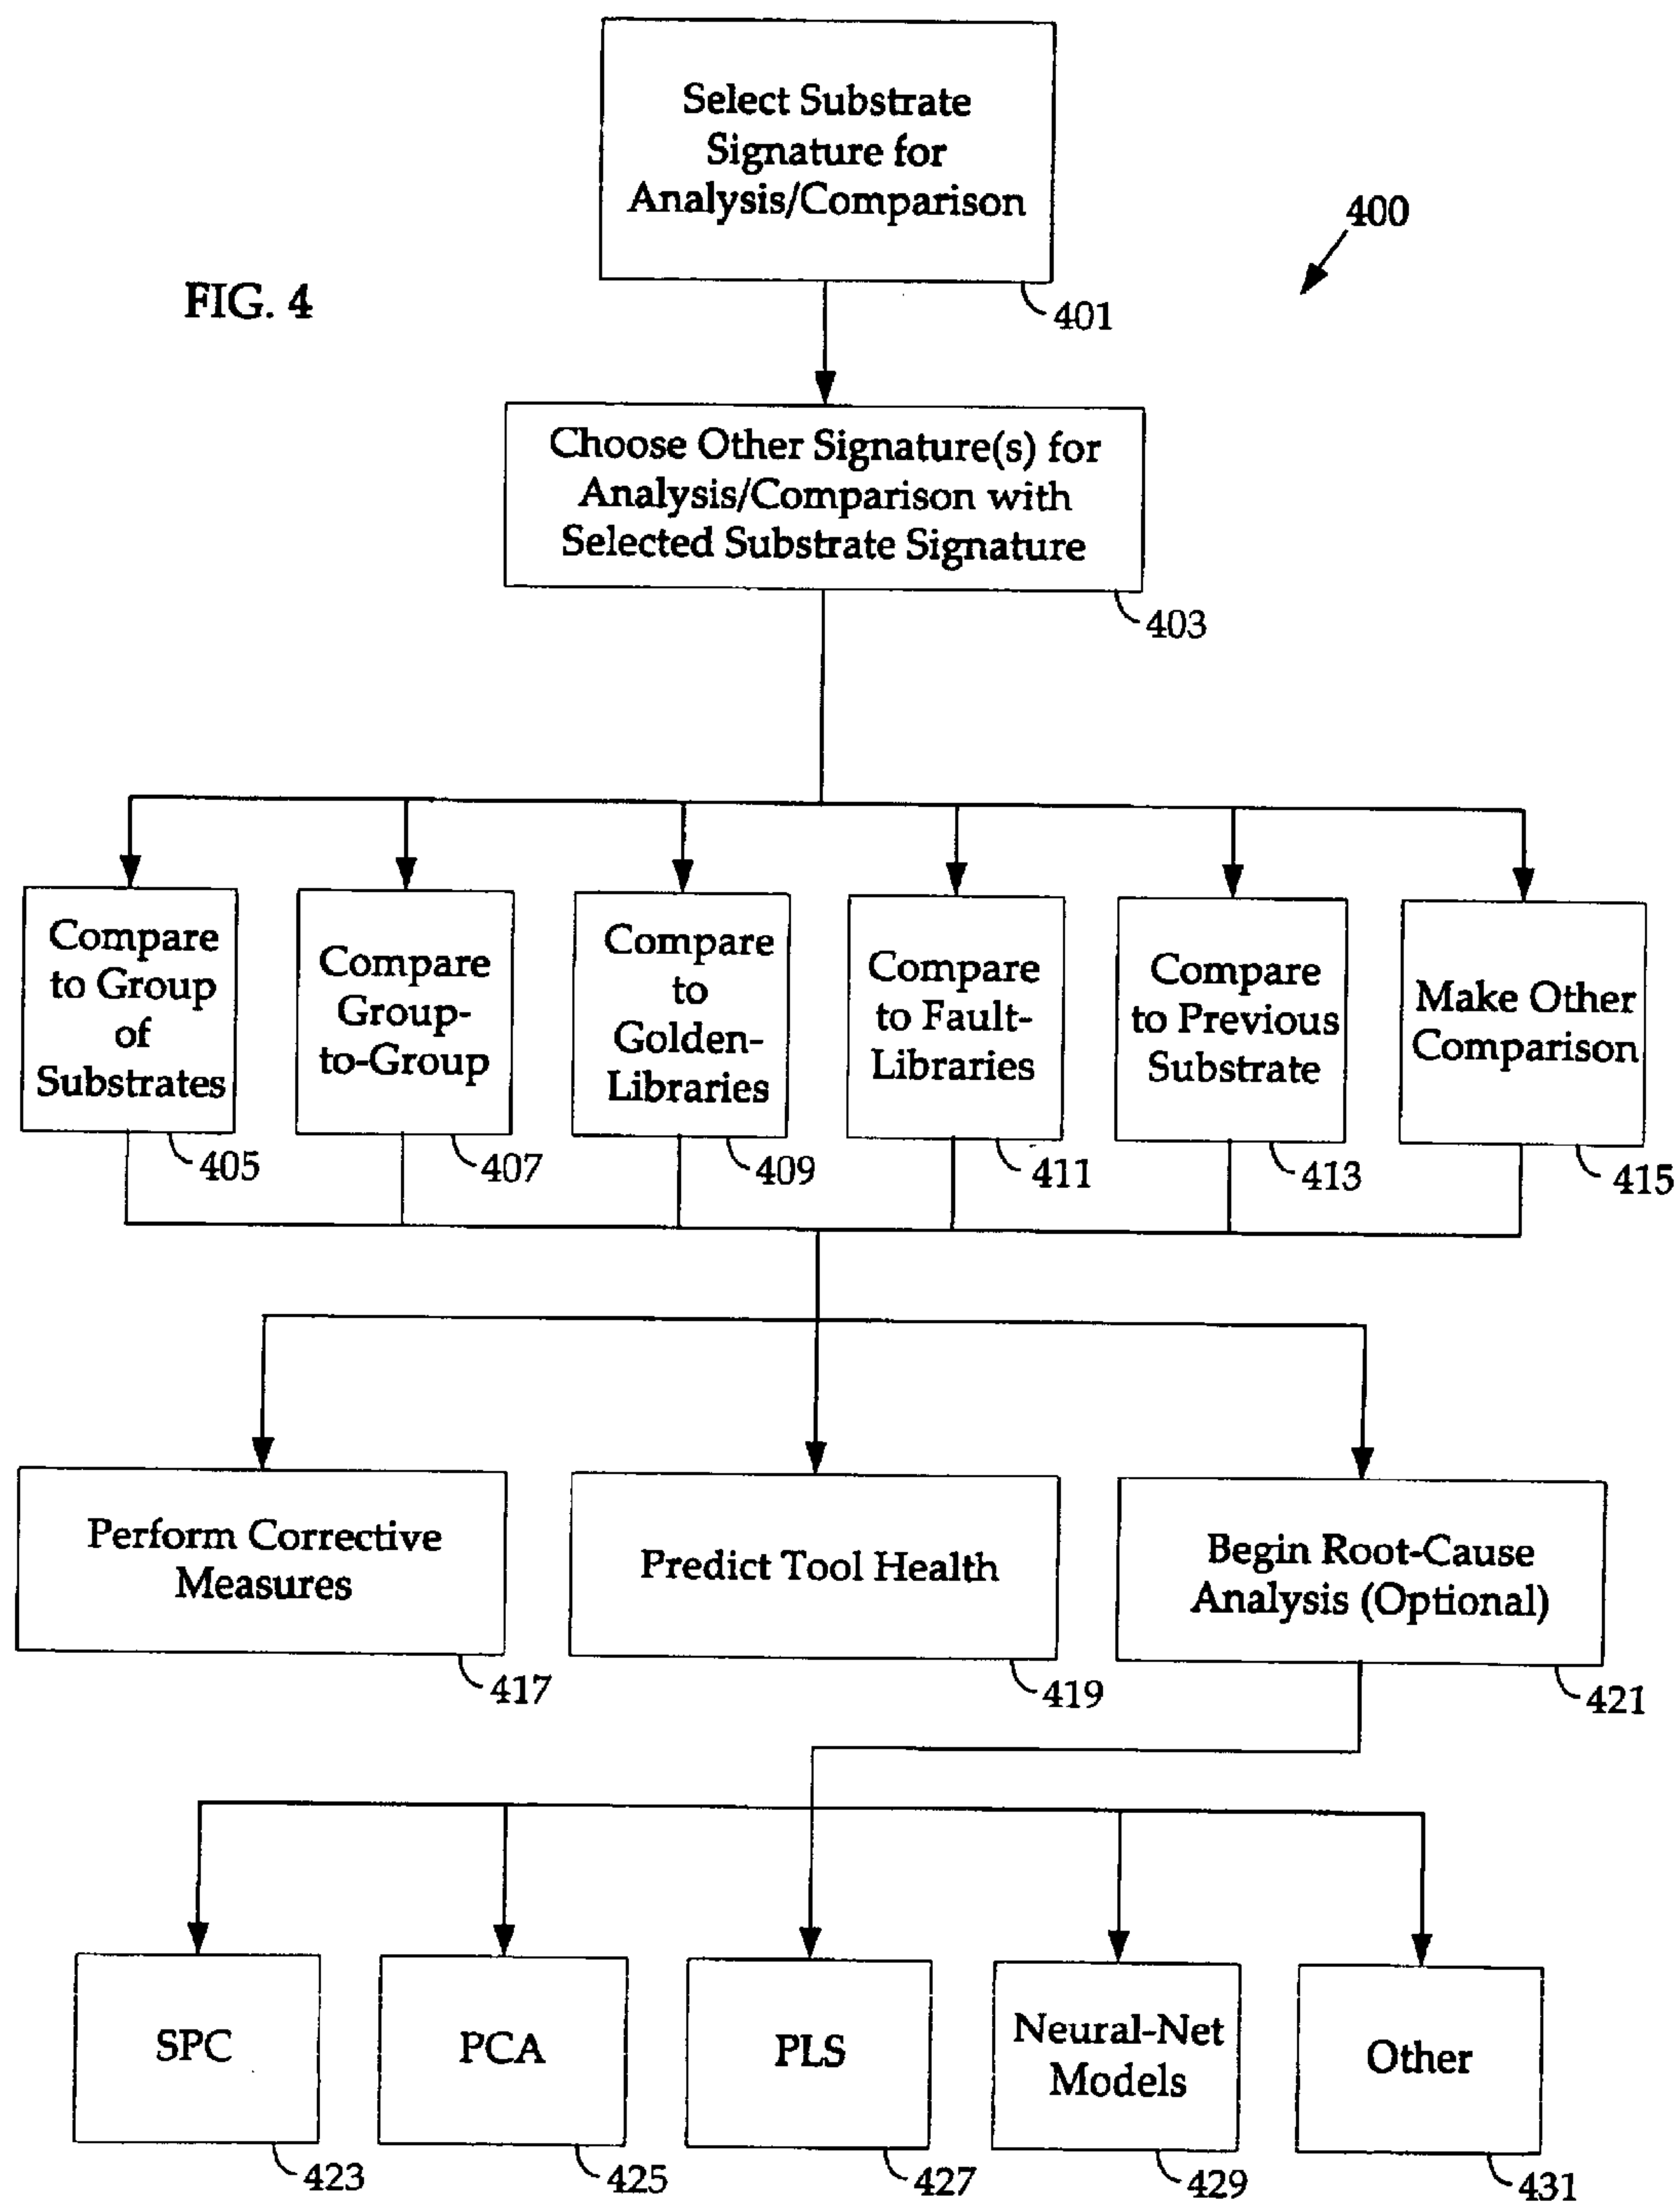 Select Substrate
Signature for
Analysis/Comparison
400
FIG. 4
401
Choose Other Signature(s) for
Analysis/Comparison with
Selected Substrate Signature
403
Compare
to Group
of
Substrates
405
Compare
Group-
to-Group
407
Compare
to
Golden-
Libraries
409
Compare
to Fault-
Libraries
411
Compare
to Previous
Substrate
413
Make Other
Comparison
415
Perform Corrective
Measures
417
Predict Tool Health
419
Begin Root-Cause
Analysis (Optional)
421
SPC
423
PCA
425
PLS
427
Neural-Net
Models
429
Other
431